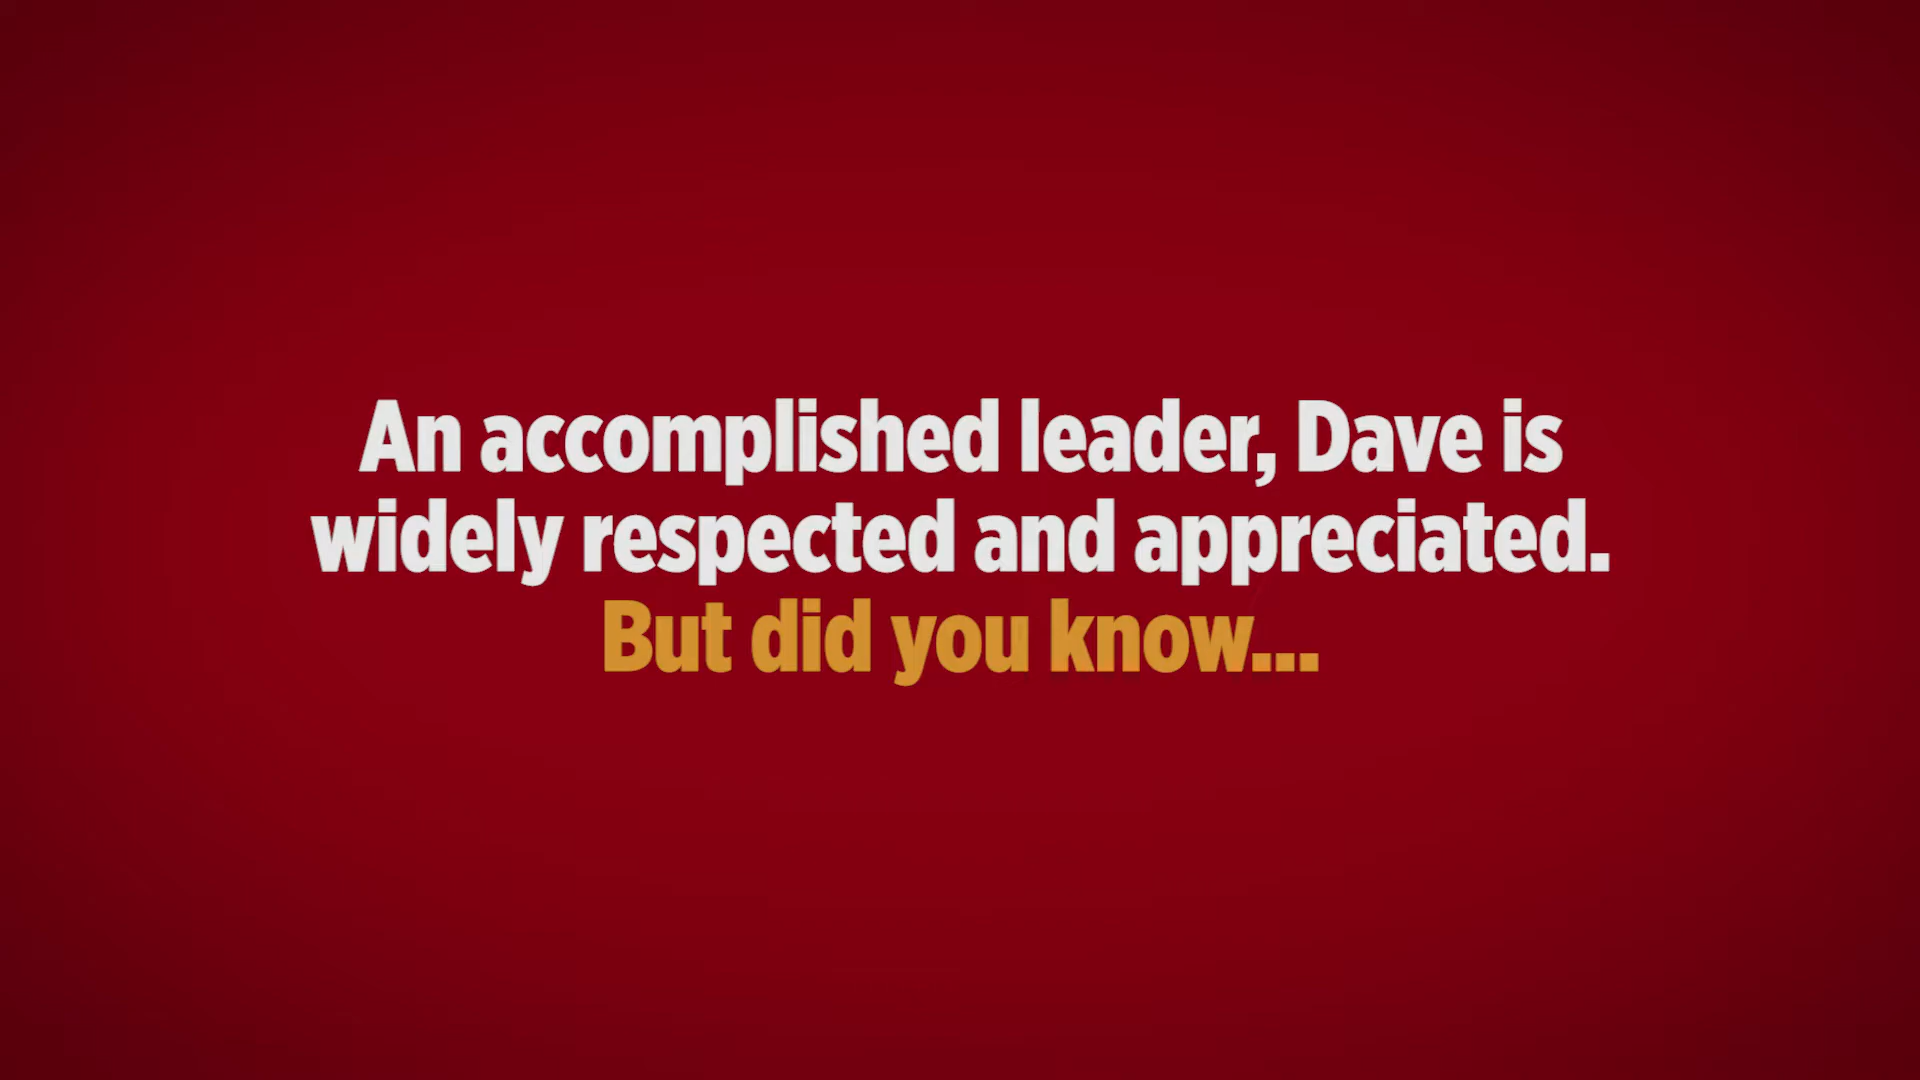 An accomplished leader, Dave is
widely respected and appreciated.
But did you know...